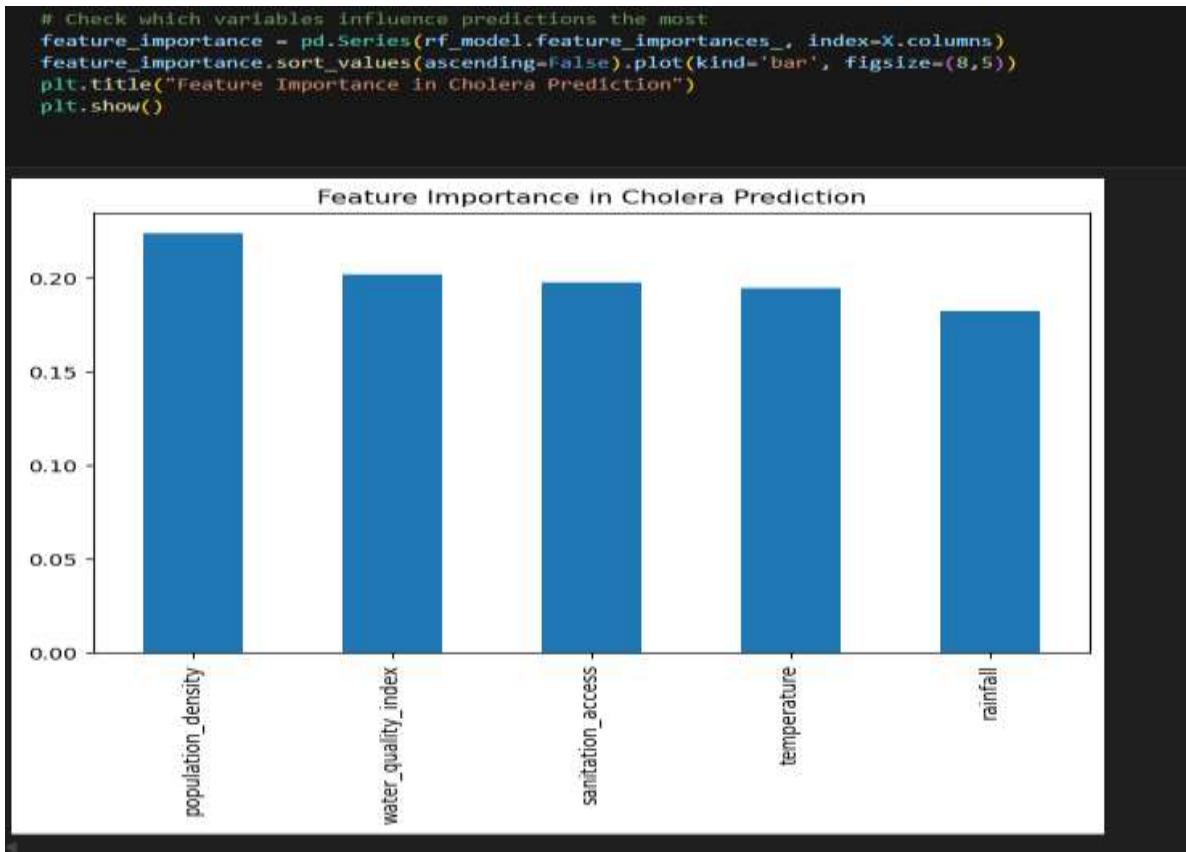 # Check which variables influence predictions the most
feature_importance = pd.Series(rf_model.feature_importances_, index=X.columns)
feature_importance.sort_values(ascending=False).plot(kind='bar', figsize=(8,5))
plt.title("Feature Importance in Cholera Prediction")
plt.show()
Feature Importance in Cholera Prediction
0.20
0.15
0.10
0.05
0.00
population_density
water_quality_index
sanitation_access
temperature
rainfall